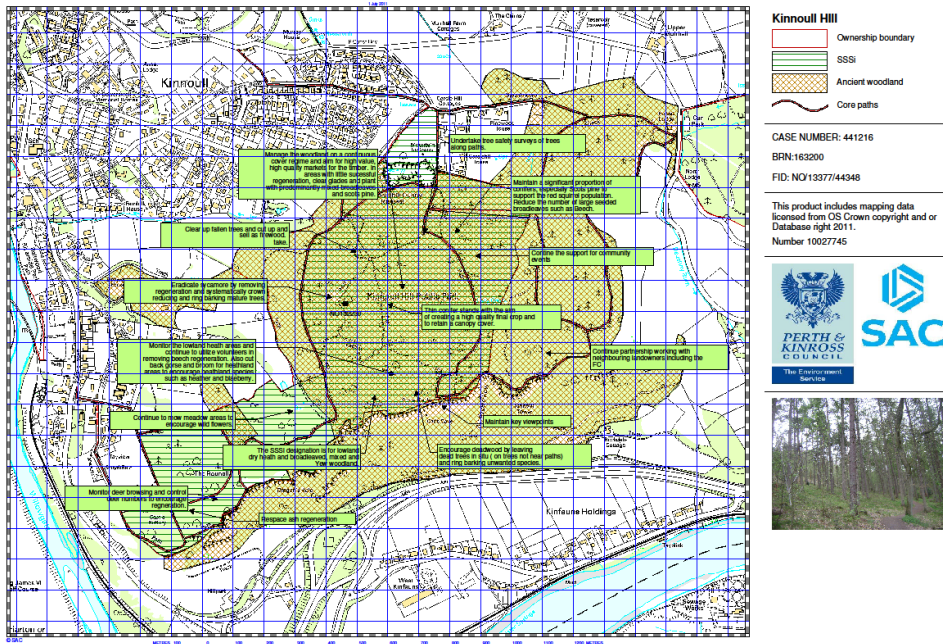 1 July 2011
Kinnoull
Manage the woodland on a continuous
cover regime and aim for high value,
high quality markets for the timber. In
areas with little successful
regeneration, clear glades and plant
with predominantly mixed broadleaves
and scots pine.
Undertake tree safety surveys of trees
along paths.
Maintain a significant proportion of
conifers, especially Scots pine to
support the red squirrel population.
Reduce the number of large seeded
broadleaves such as Beech.
Clear up fallen trees and cut up and
sell as firewood.
take.
Contine the support for community
events
Eradicate sycamore by removing
regeneration and systematically crown
reducing and ring barking mature trees.
Thin conifer stands with the aim
of creating a high quality final crop and
to retain a canopy cover.
Monitor the lowland heath areas and
continue to utilize volunteers in
removing beech regeneration. Also cut
back gorse and broom for heathland
areas to encourage heathland species
such as heather and blaeberry.
Continue partnership working with
neighbouring landowners including the
FC
Continue to mow meadow areas to
encourage wild flowers.
Maintain key viewpoints
The SSSI designation is for lowland
dry heath and broadleaved, mixed and
Yew woodland.
Encourage deadwood by leaving
dead trees in situ ( on trees not near paths)
and ring barking unwanted species.
Monitor deer browsing and control
deer numbers to encourage
regneration.
Respace ash regeneration
Kinfauns Holdings
West
Kinfauns
© SAC
Kinnoull Hill
Ownership boundary
SSSi
Ancient woodland
Core paths
CASE NUMBER: 441216
BRN:163200
FID: NO/13377/44348
This product includes mapping data
licensed from OS Crown copyright and or
Database right 2011.
Number 10027745
PERTH &
KINROSS
COUNCIL
The Environment
Service
SAC